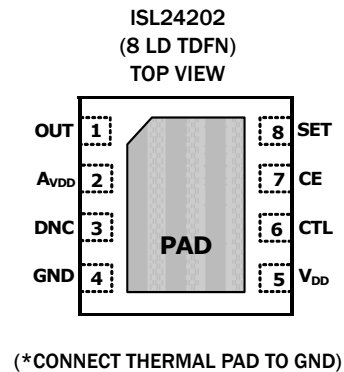 ISL24202
(8 LD TDFN)
TOP VIEW
OUT 1 8 SET
AVDD 2 7 CE
DNC 3 6 CTL
PAD
GND 4 5 VDD
(*CONNECT THERMAL PAD TO GND)